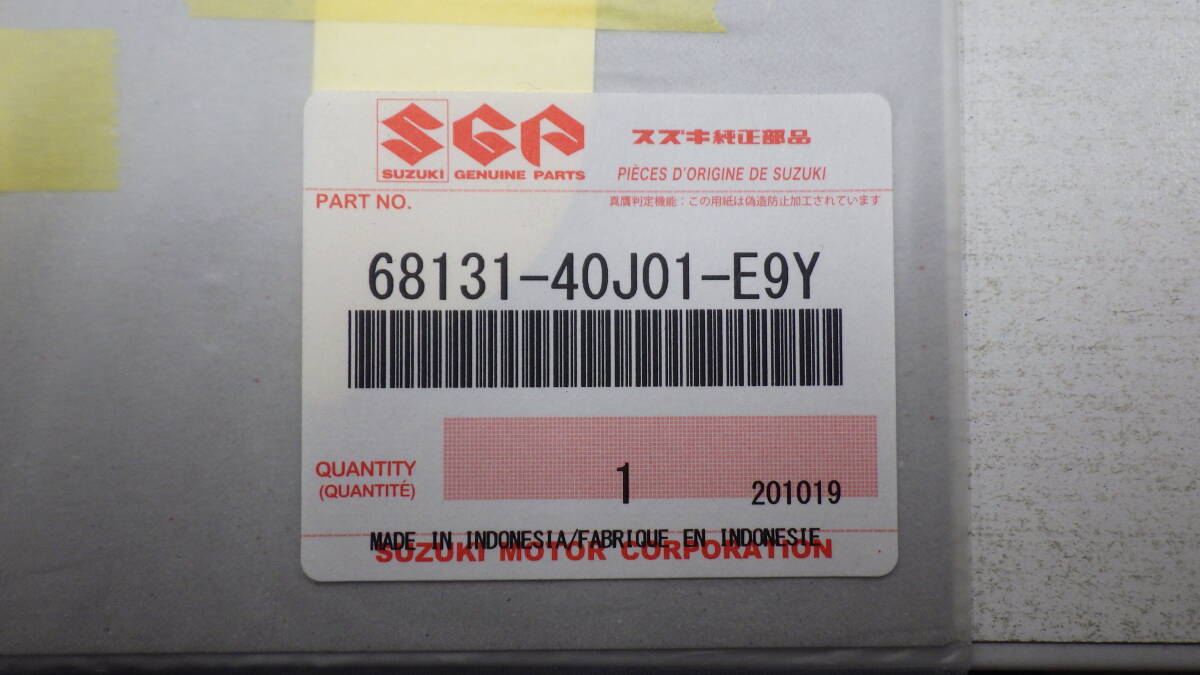 SGP
スズキ純正部品
SUZUKI GENUINE PARTS
PIÈCES D'ORIGINE DE SUZUKI
PART NO.
真贋判定機能：この用紙は偽造防止加工されています
68131-40J01-E9Y
QUANTITY
(QUANTITÉ)
1
201019
MADE IN INDONESIA/FABRIQUE EN INDONESIE
SUZUKI MOTOR CORPORATION